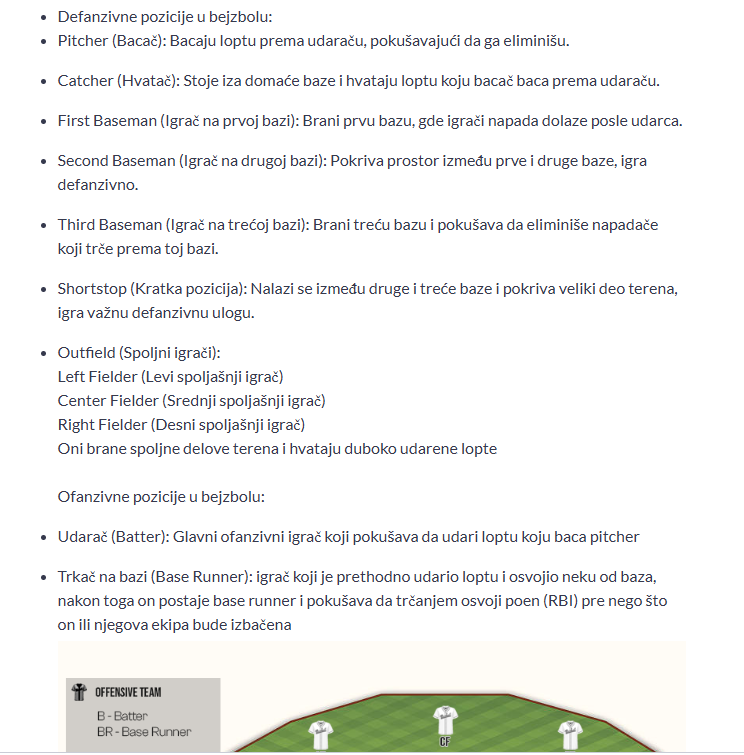 Defanzivne pozicije u bejzbolu:
Pitcher (Bacač): Bacaju loptu prema udaraču, pokušavajući da ga eliminišu.
Catcher (Hvatač): Stoje iza domaće baze i hvataju loptu koju bacač baca prema udaraču.
First Baseman (Igrač na prvoj bazi): Brani prvu bazu, gde igrači napada dolaze posle udarca.
Second Baseman (Igrač na drugoj bazi): Pokriva prostor između prve i druge baze, igra
defanzivno.
Third Baseman (Igrač na trećoj bazi): Brani treću bazu i pokušava da eliminiše napadače
koji trče prema toj bazi.
Shortstop (Kratka pozicija): Nalazi se između druge i treće baze i pokriva veliki deo terena,
igra važnu defanzivnu ulogu.
Outfield (Spoljni igrači):
Left Fielder (Levi spoljašnji igrač)
Center Fielder (Srednji spoljašnji igrač)
Right Fielder (Desni spoljašnji igrač)
Oni brane spoljne delove terena i hvataju duboko udarene lopte
Ofanzivne pozicije u bejzbolu:
Udarač (Batter): Glavni ofanzivni igrač koji pokušava da udari loptu koju baca pitcher
Trkač na bazi (Base Runner): igrač koji je prethodno udario loptu i osvojio neku od baza,
nakon toga on postaje base runner i pokušava da trčanjem osvoji poen (RBI) pre nego što
on ili njegova ekipa bude izbačena
OFFENSIVE TEAM
B - Batter
BR - Base Runner
CF